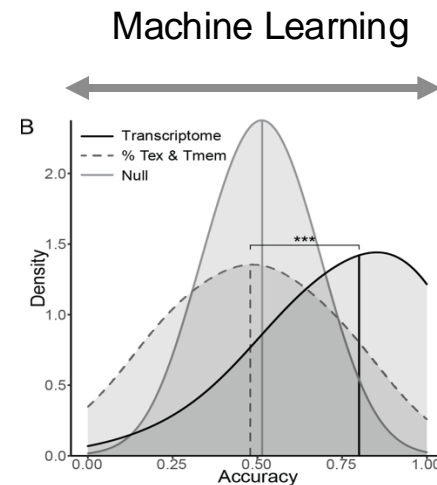 Machine Learning
B
Transcriptome
% Tex & Tmem
Null
***
Density
2.0
1.5
1.0
0.5
0.0
0.00 0.25 0.50 0.75 1.00
Accuracy